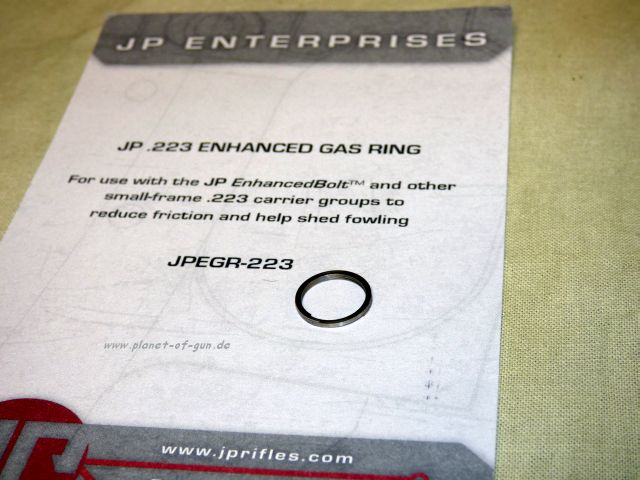 JP ENTERPRISES
JP .223 ENHANCED GAS RING
For use with the JP EnhancedBolt™ and other
small-frame .223 carrier groups to
reduce friction and help shed fowling
JPEGR-223
www.planet-of-gun.de
JP
www.jprifles.com